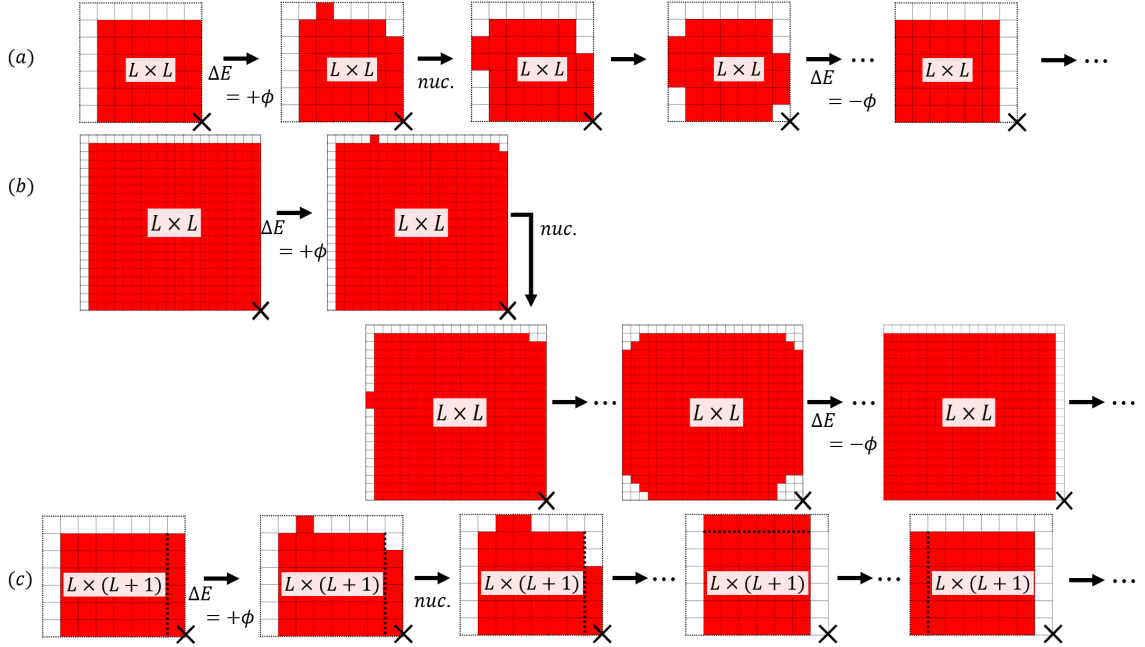 (a)
L × L
ΔE
= +ϕ
L × L
nuc.
L × L
L × L
ΔE
= −ϕ
...
L × L
...
(b)
L × L
ΔE
= +ϕ
L × L
nuc.
L × L
...
L × L
ΔE
= −ϕ
...
L × L
...
(c)
L × (L + 1)
ΔE
= +ϕ
L × (L + 1)
nuc.
L × (L + 1)
...
L × (L + 1)
...
L × (L + 1)
...